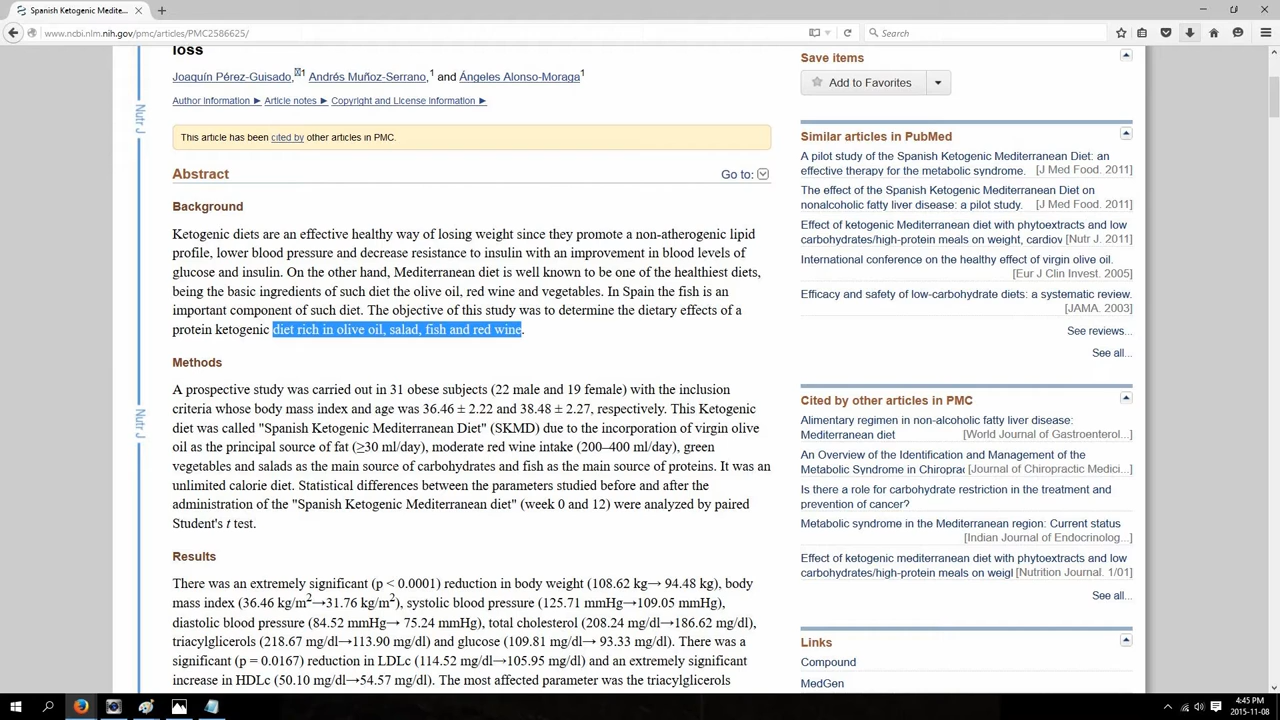 Spanish Ketogenic Medite...
www.ncbi.nlm.nih.gov/pmc/articles/PMC2586625/
Search
loss
Joaquín Pérez-Guisado,1 Andrés Muñoz-Serrano,1 and Ángeles Alonso-Moraga1
Author information ► Article notes ► Copyright and License information ►
This article has been cited by other articles in PMC.
Abstract
Go to:
Background
Ketogenic diets are an effective healthy way of losing weight since they promote a non-atherogenic lipid
profile, lower blood pressure and decrease resistance to insulin with an improvement in blood levels of
glucose and insulin. On the other hand, Mediterranean diet is well known to be one of the healthiest diets,
being the basic ingredients of such diet the olive oil, red wine and vegetables. In Spain the fish is an
important component of such diet. The objective of this study was to determine the dietary effects of a
protein ketogenic diet rich in olive oil, salad, fish and red wine.
Methods
A prospective study was carried out in 31 obese subjects (22 male and 19 female) with the inclusion
criteria whose body mass index and age was 36.46 ± 2.22 and 38.48 ± 2.27, respectively. This Ketogenic
diet was called "Spanish Ketogenic Mediterranean Diet" (SKMD) due to the incorporation of virgin olive
oil as the principal source of fat (≥30 ml/day), moderate red wine intake (200–400 ml/day), green
vegetables and salads as the main source of carbohydrates and fish as the main source of proteins. It was an
unlimited calorie diet. Statistical differences between the parameters studied before and after the
administration of the "Spanish Ketogenic Mediterranean diet" (week 0 and 12) were analyzed by paired
Student's t test.
Results
There was an extremely significant (p < 0.0001) reduction in body weight (108.62 kg→ 94.48 kg), body
mass index (36.46 kg/m2→31.76 kg/m2), systolic blood pressure (125.71 mmHg→109.05 mmHg),
diastolic blood pressure (84.52 mmHg→ 75.24 mmHg), total cholesterol (208.24 mg/dl→186.62 mg/dl),
triacylglicerols (218.67 mg/dl→113.90 mg/dl) and glucose (109.81 mg/dl→ 93.33 mg/dl). There was a
significant (p = 0.0167) reduction in LDLc (114.52 mg/dl→105.95 mg/dl) and an extremely significant
increase in HDLc (50.10 mg/dl→54.57 mg/dl). The most affected parameter was the triacylglicerols
Save items
Add to Favorites
Similar articles in PubMed
A pilot study of the Spanish Ketogenic Mediterranean Diet: an
effective therapy for the metabolic syndrome. [J Med Food. 2011]
The effect of the Spanish Ketogenic Mediterranean Diet on
nonalcoholic fatty liver disease: a pilot study. [J Med Food. 2011]
Effect of ketogenic Mediterranean diet with phytoextracts and low
carbohydrates/high-protein meals on weight, cardiov [Nutr J. 2011]
International conference on the healthy effect of virgin olive oil.
[Eur J Clin Invest. 2005]
Efficacy and safety of low-carbohydrate diets: a systematic review.
[JAMA. 2003]
See reviews...
See all...
Cited by other articles in PMC
Alimentary regimen in non-alcoholic fatty liver disease:
Mediterranean diet [World Journal of Gastroenterol...]
An Overview of the Identification and Management of the
Metabolic Syndrome in Chiroprac [Journal of Chiropractic Medici...]
Is there a role for carbohydrate restriction in the treatment and
prevention of cancer?
Metabolic syndrome in the Mediterranean region: Current status
[Indian Journal of Endocrinolog...]
Effect of ketogenic mediterranean diet with phytoextracts and low
carbohydrates/high-protein meals on weigl [Nutrition Journal. 1/01]
See all...
Links
Compound
MedGen
Nutr J
Nutr J
4:45 PM
2015-11-08